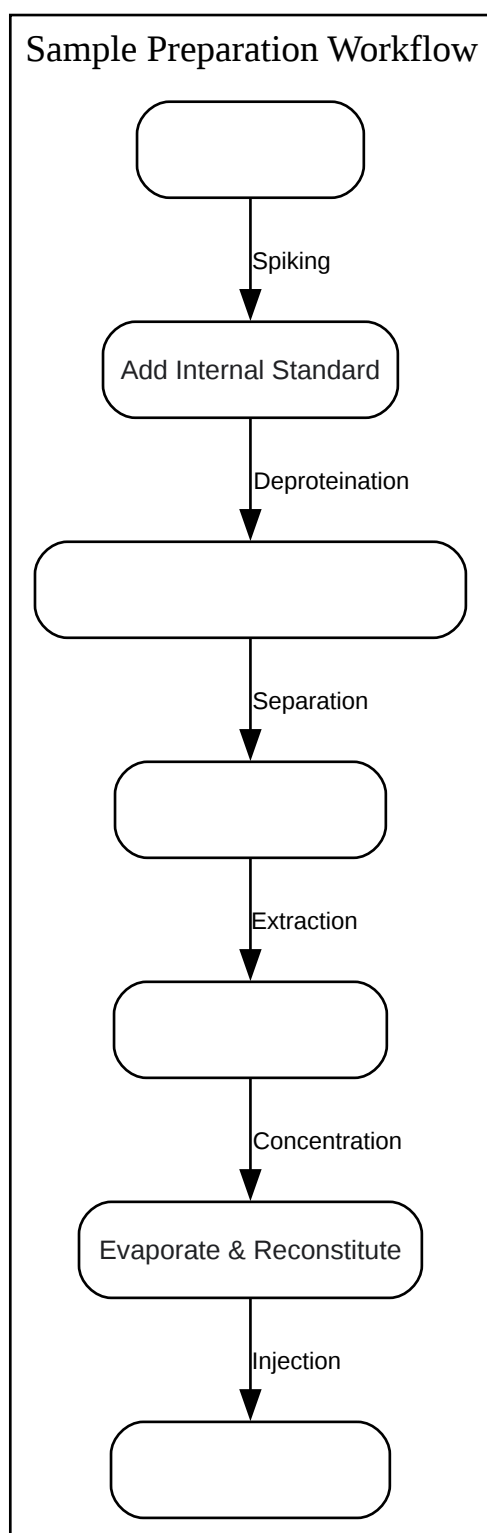 Sample Preparation Workflow
Spiking
Add Internal Standard
Deproteination
Separation
Extraction
Concentration
Evaporate & Reconstitute
Injection